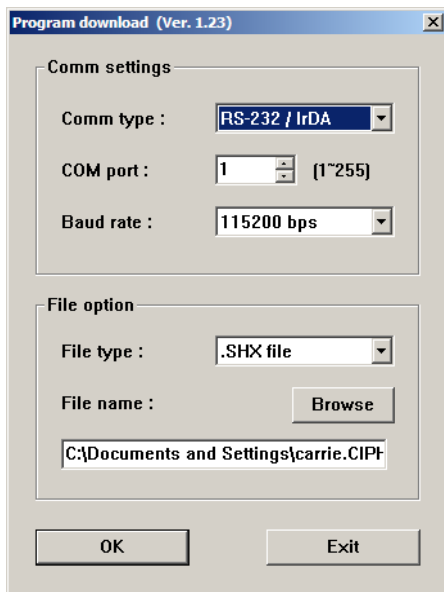 Program download (Ver. 1.23)
Comm settings
Comm type : RS-232 / IrDA
COM port : 1 (1~255)
Baud rate : 115200 bps
File option
File type : .SHX file
File name : Browse
C:\Documents and Settings\carrie.CIPH
OK Exit